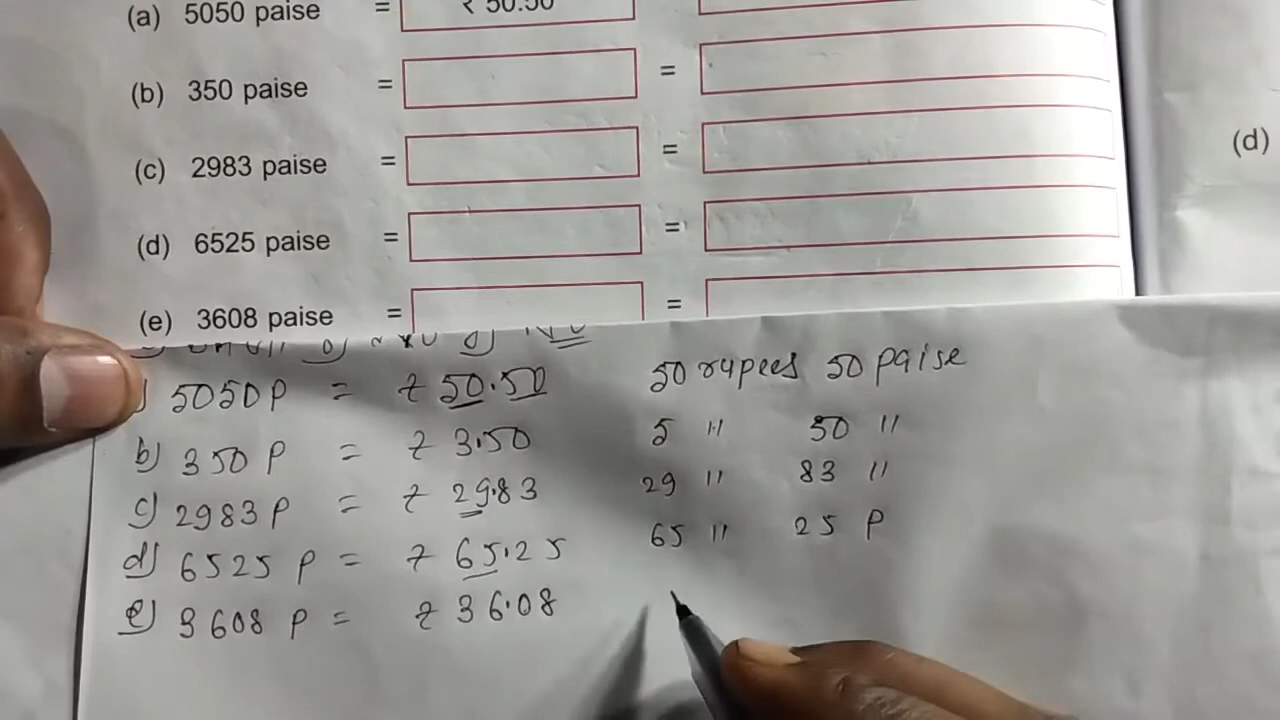 (a) 5050 paise = ₹ 50.50
(b) 350 paise = =
(c) 2983 paise = =
(d) 6525 paise = =
(e) 3608 paise = =
(d)
) 5050 P = ₹ 50.50 50 rupees 50 paise
b) 350 P = ₹ 3.50 5 " 50 "
c) 2983 P = ₹ 29.83 29 " 83 "
d) 6525 P = ₹ 65.25 65 " 25 P
e) 3608 P = ₹ 36.08